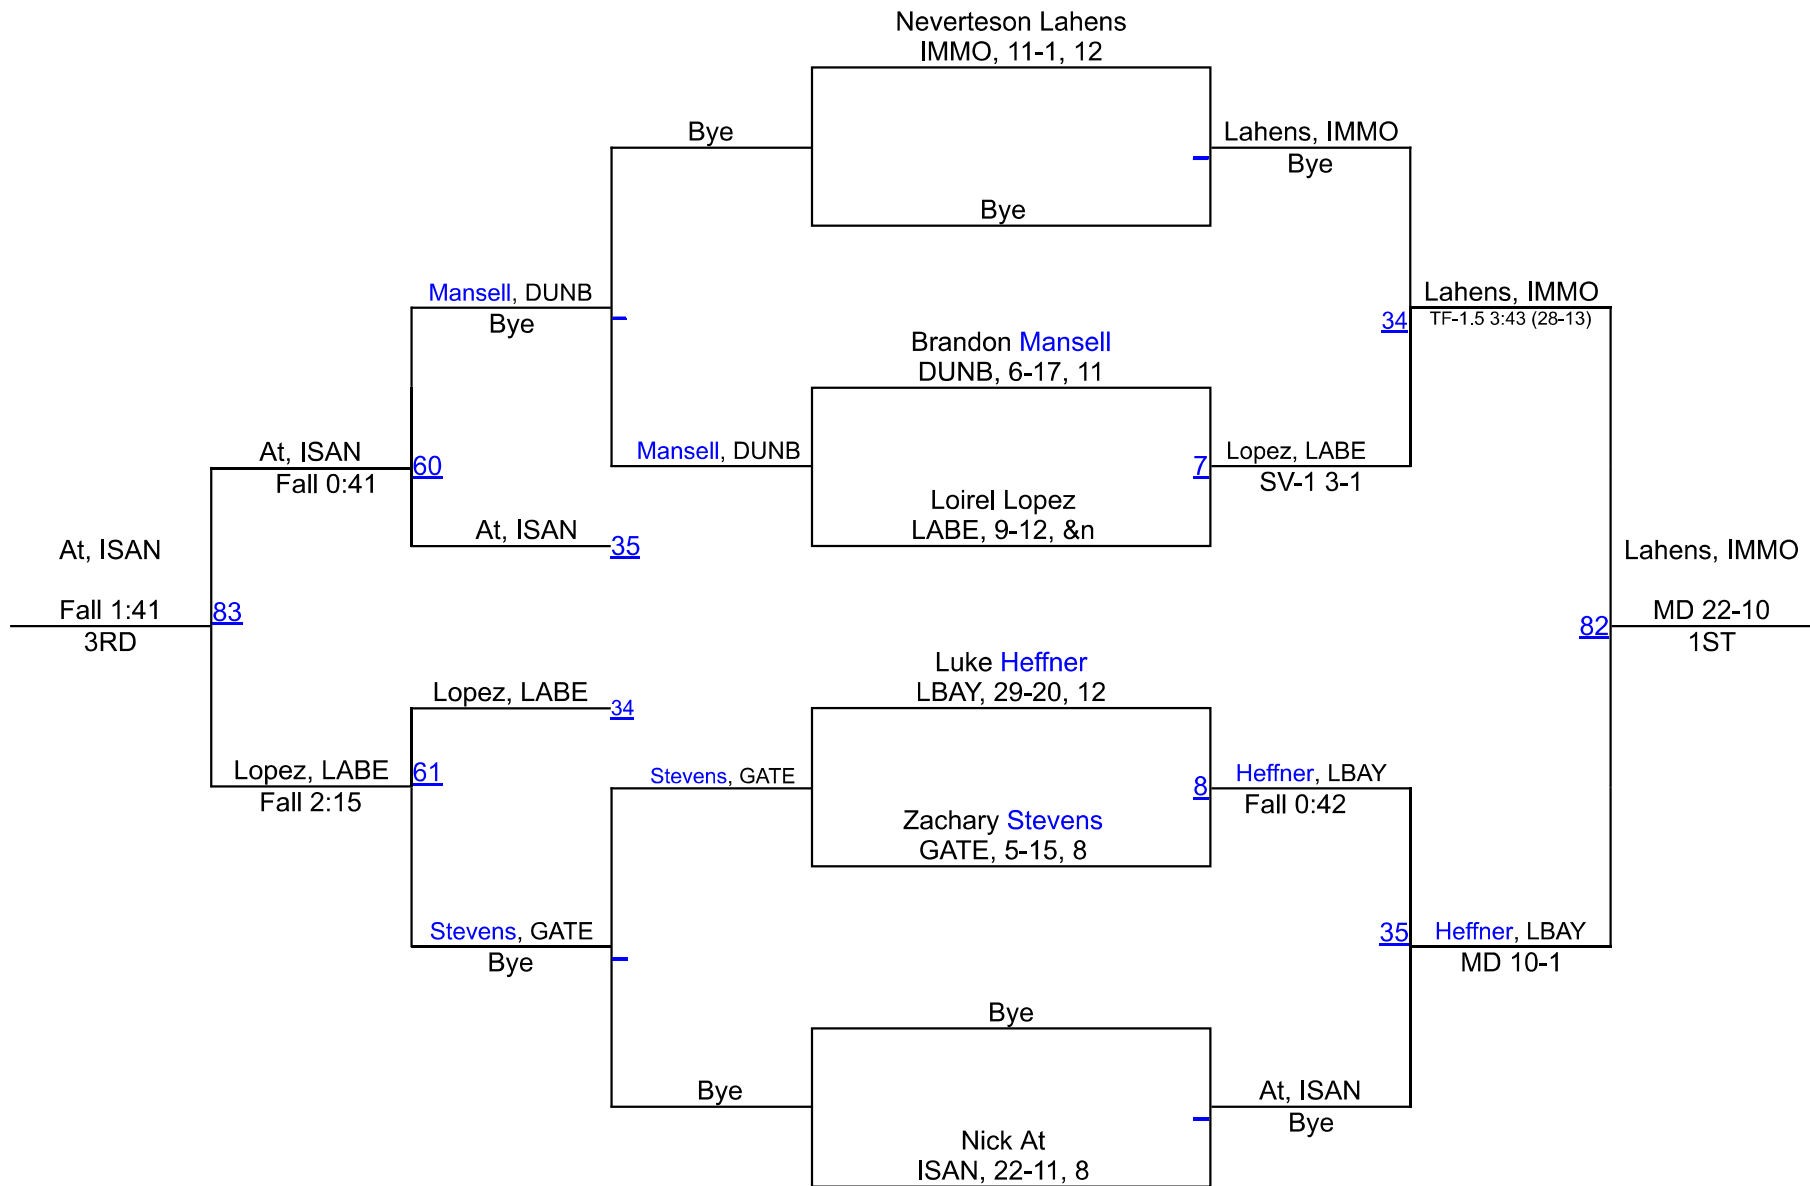 Neverteson Lahens
IMMO, 11-1, 12
Bye
Lahens, IMMO
Bye
Bye
Mansell, DUNB
Bye
Lahens, IMMO
34
TF-1.5 3:43 (28-13)
Brandon Mansell
DUNB, 6-17, 11
At, ISAN
60
Fall 0:41
Mansell, DUNB
7
Lopez, LABE
SV-1 3-1
Loirel Lopez
LABE, 9-12, &n
At, ISAN
35
At, ISAN
Lahens, IMMO
Fall 1:41
83
3RD
82
MD 22-10
1ST
Luke Heffner
LBAY, 29-20, 12
Lopez, LABE
34
Lopez, LABE
61
Fall 2:15
Stevens, GATE
8
Heffner, LBAY
Fall 0:42
Zachary Stevens
GATE, 5-15, 8
Stevens, GATE
Bye
35
Heffner, LBAY
MD 10-1
Bye
Bye
At, ISAN
Bye
Nick At
ISAN, 22-11, 8